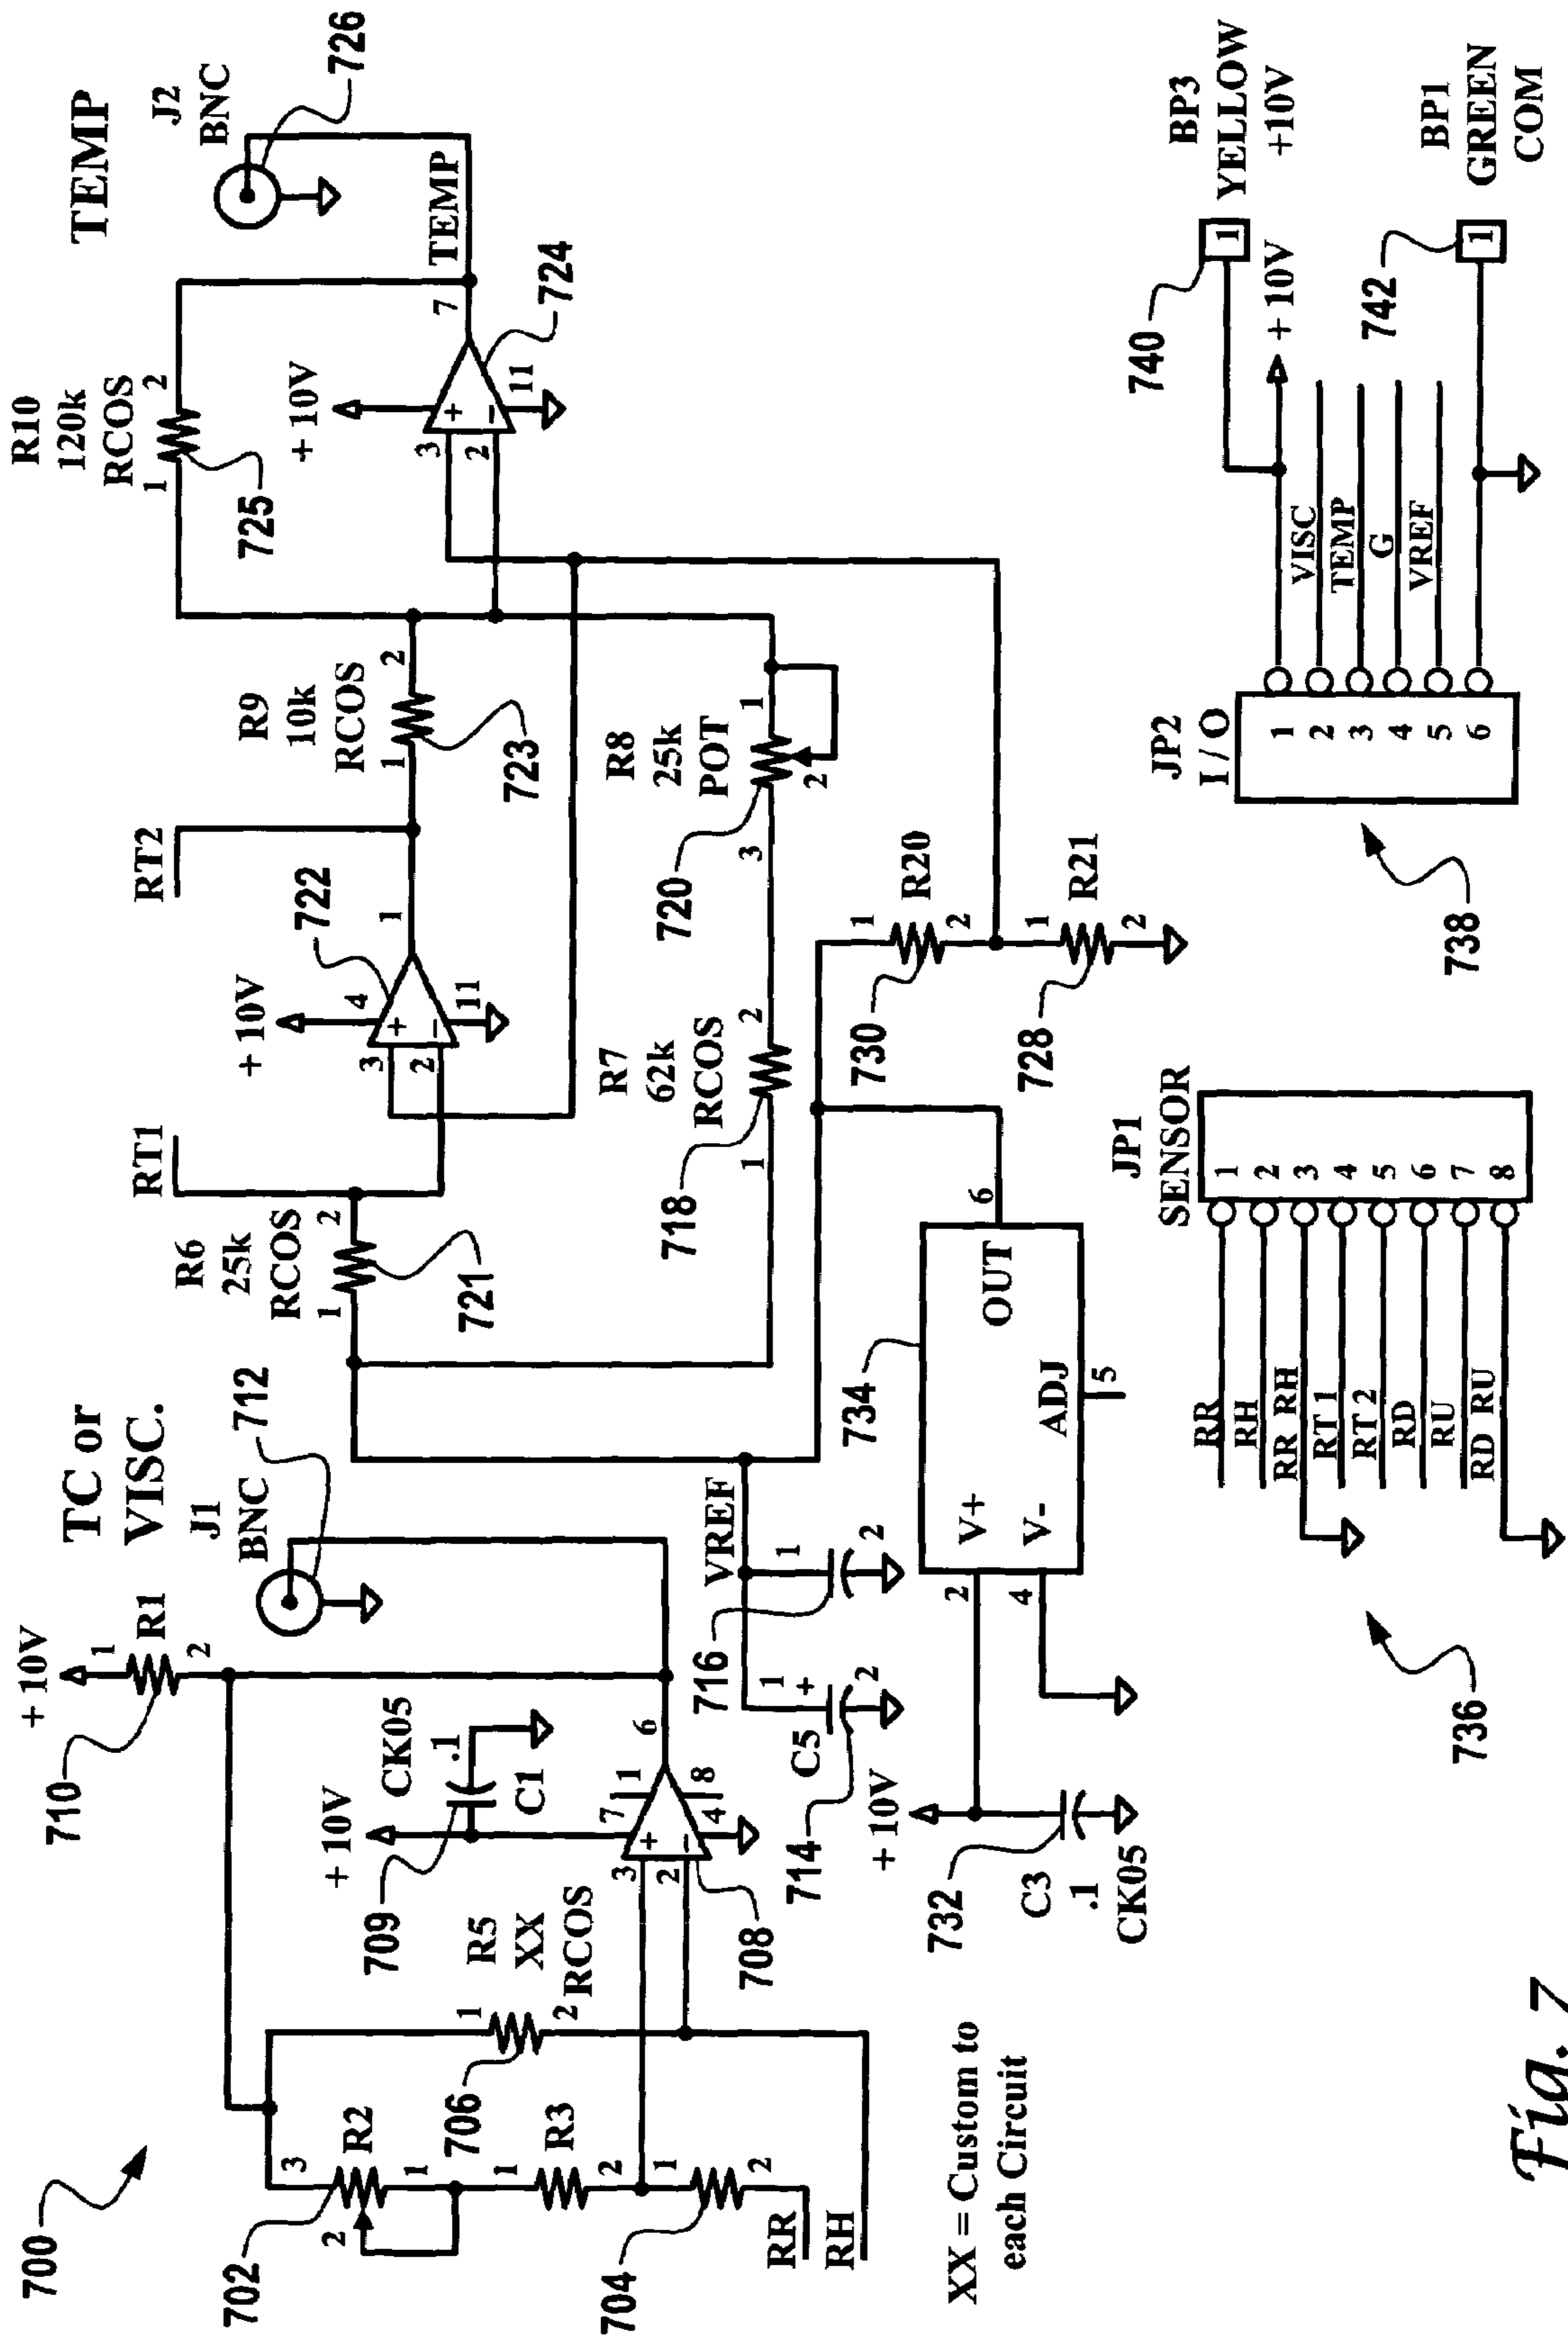 700
702
3
R2
2
1
1
R3
2
1
2
704
RR
RH
706
1
R5
XX
RCOS
2
XX = Custom to
each Circuit
+ 10V
1
R1
2
710
TC or
VISC.
J1
BNC
712
+ 10V
CK05
.1
C1
709
7
1
3
+
2
-
4
8
6
708
VREF
1
2
716
1
+
C5
2
714
+ 10V
732
C3
.1
CK05
2
V+
4
V-
OUT
6
ADJ
5
734
R6
25k
RCOS
1
2
721
RT1
+ 10V
4
3
+
2
-
11
1
722
RT2
R9
10k
RCOS
1
2
723
R7
62k
RCOS
1
2
718
R8
25k
POT
3
1
2
720
R10
120k
RCOS
1
2
725
+ 10V
3
+
2
-
11
7
724
TEMP
TEMP
J2
BNC
726
1
R20
2
730
1
R21
2
728
JP1
SENSOR
RR 1
RH 2
RR RH 3
RT 1 4
RT 2 5
RD 6
RU 7
RD RU 8
736
JP2
I / O
1
2 VISC
3 TEMP
4 G
5 VREF
6
738
+ 10V
740
1
BP3
YELLOW
+10V
742
1
BP1
GREEN
COM
Fig. 7